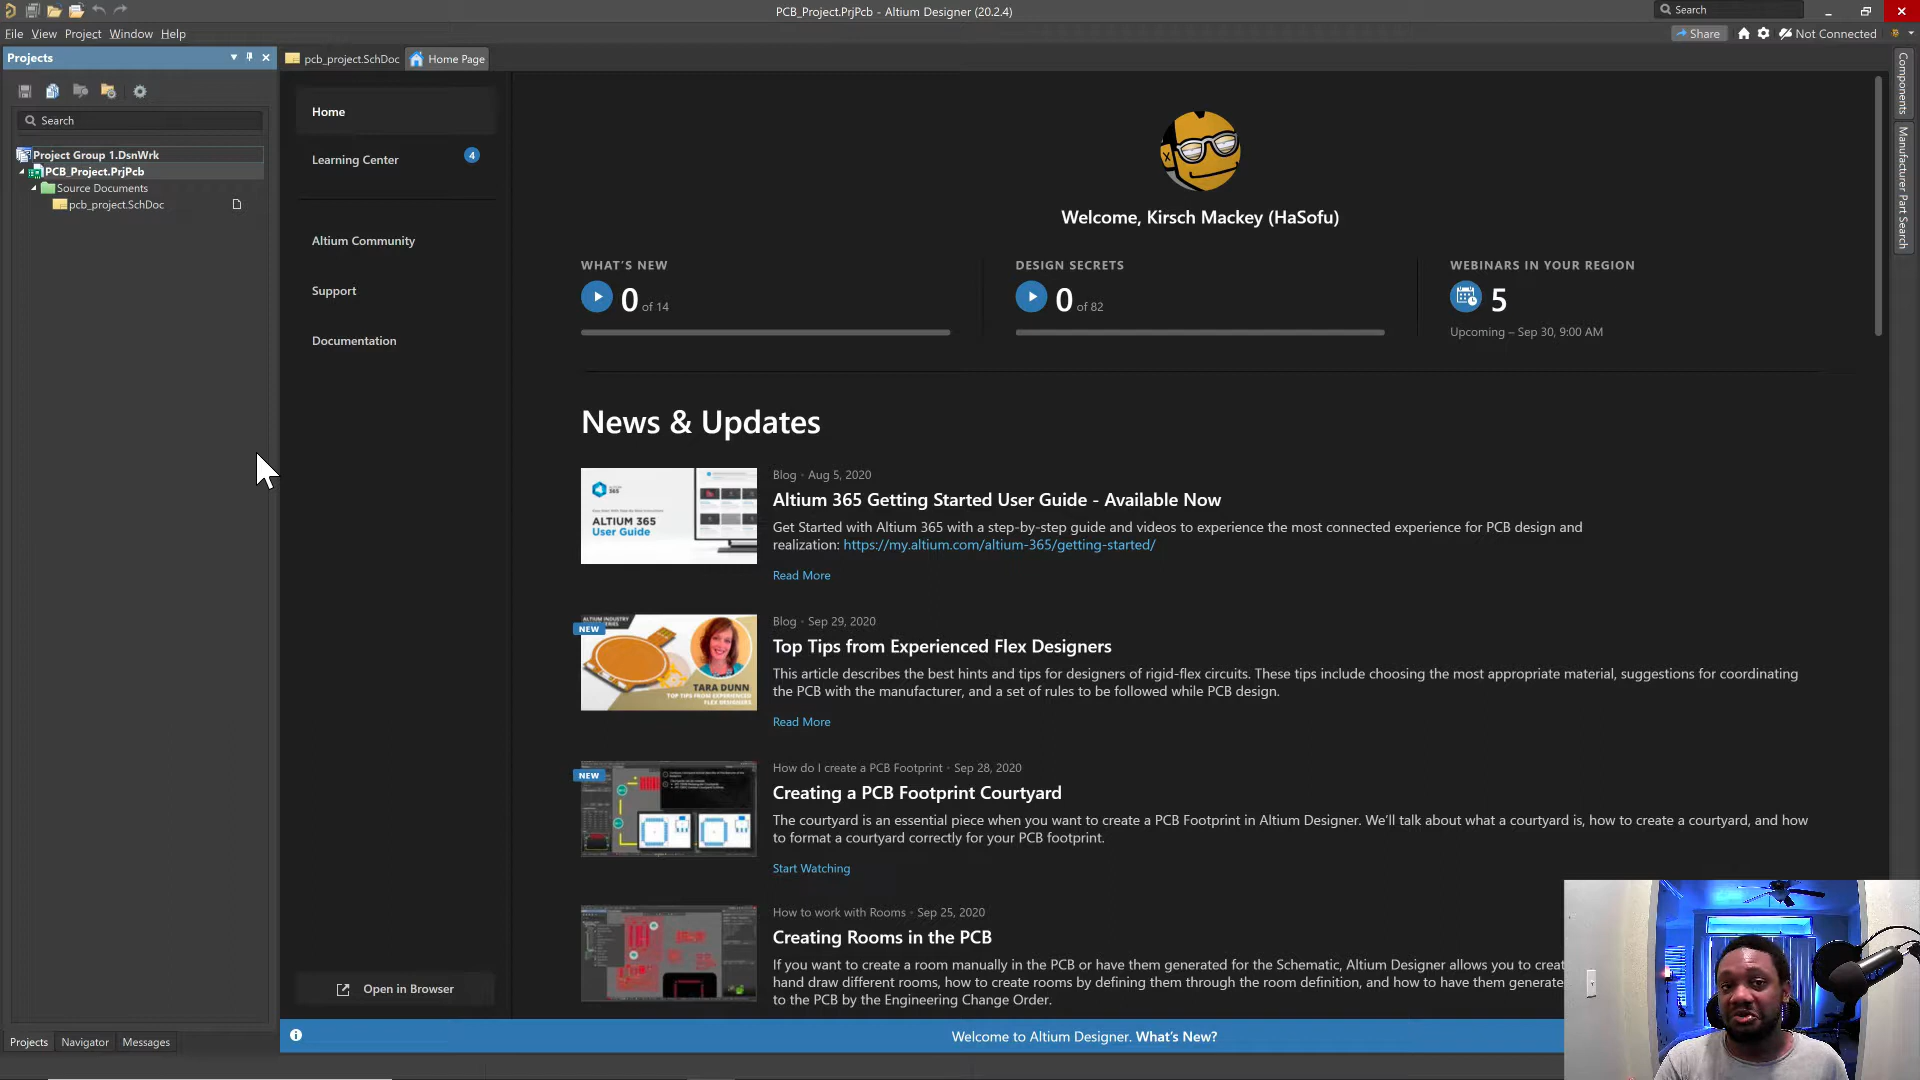 PCB_Project.PrjPcb - Altium Designer (20.2.4)
Search
File View Project Window Help
Share
Not Connected
Projects
pcb_project.SchDoc
Home Page
Search
Project Group 1.DsnWrk
PCB_Project.PrjPcb
Source Documents
pcb_project.SchDoc
Home
Learning Center
4
Altium Community
Support
Documentation
Open in Browser
Welcome, Kirsch Mackey (HaSofu)
WHAT'S NEW
0 of 14
DESIGN SECRETS
0 of 82
WEBINARS IN YOUR REGION
5
Upcoming – Sep 30, 9:00 AM
News & Updates
ALTIUM 365
User Guide
Blog · Aug 5, 2020
Altium 365 Getting Started User Guide - Available Now
Get Started with Altium 365 with a step-by-step guide and videos to experience the most connected experience for PCB design and
realization: https://my.altium.com/altium-365/getting-started/
Read More
NEW
ALTIUM INDUSTRY
TARA DUNN
TOP TIPS FROM EXPERIENCED
FLEX DESIGNERS
Blog · Sep 29, 2020
Top Tips from Experienced Flex Designers
This article describes the best hints and tips for designers of rigid-flex circuits. These tips include choosing the most appropriate material, suggestions for coordinating
the PCB with the manufacturer, and a set of rules to be followed while PCB design.
Read More
NEW
How do I create a PCB Footprint · Sep 28, 2020
Creating a PCB Footprint Courtyard
The courtyard is an essential piece when you want to create a PCB Footprint in Altium Designer. We'll talk about what a courtyard is, how to create a courtyard, and how
to format a courtyard correctly for your PCB footprint.
Start Watching
How to work with Rooms · Sep 25, 2020
Creating Rooms in the PCB
If you want to create a room manually in the PCB or have them generated for the Schematic, Altium Designer allows you to
hand draw different rooms, how to create rooms by defining them through the room definition, and how to have them
to the PCB by the Engineering Change Order.
Welcome to Altium Designer. What's New?
Projects
Navigator
Messages
Components
Manufacturer Part Search